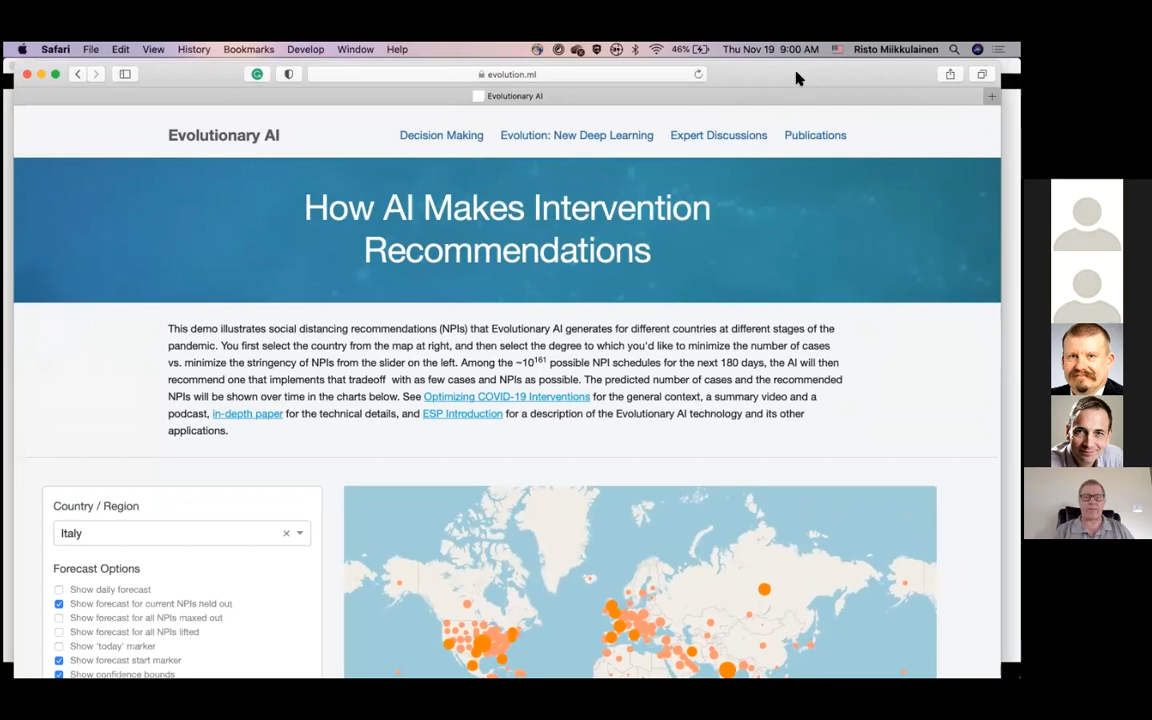 Safari File Edit View History Bookmarks Develop Window Help 46% Thu Nov 19 9:00 AM Risto Miikkulainen
evolution.ml
Evolutionary AI
Evolutionary AI Decision Making Evolution: New Deep Learning Expert Discussions Publications
How AI Makes Intervention
Recommendations
This demo illustrates social distancing recommendations (NPIs) that Evolutionary AI generates for different countries at different stages of the
pandemic. You first select the country from the map at right, and then select the degree to which you'd like to minimize the number of cases
vs. minimize the stringency of NPIs from the slider on the left. Among the ~10¹⁶¹ possible NPI schedules for the next 180 days, the AI will then
recommend one that implements that tradeoff with as few cases and NPIs as possible. The predicted number of cases and the recommended
NPIs will be shown over time in the charts below. See Optimizing COVID-19 Interventions for the general context, a summary video and a
podcast, in-depth paper for the technical details, and ESP Introduction for a description of the Evolutionary AI technology and its other
applications.
Country / Region
Italy
Forecast Options
Show daily forecast
Show forecast for current NPIs held out
Show forecast for all NPIs maxed out
Show forecast for all NPIs lifted
Show 'today' marker
Show forecast start marker
Show confidence bounds